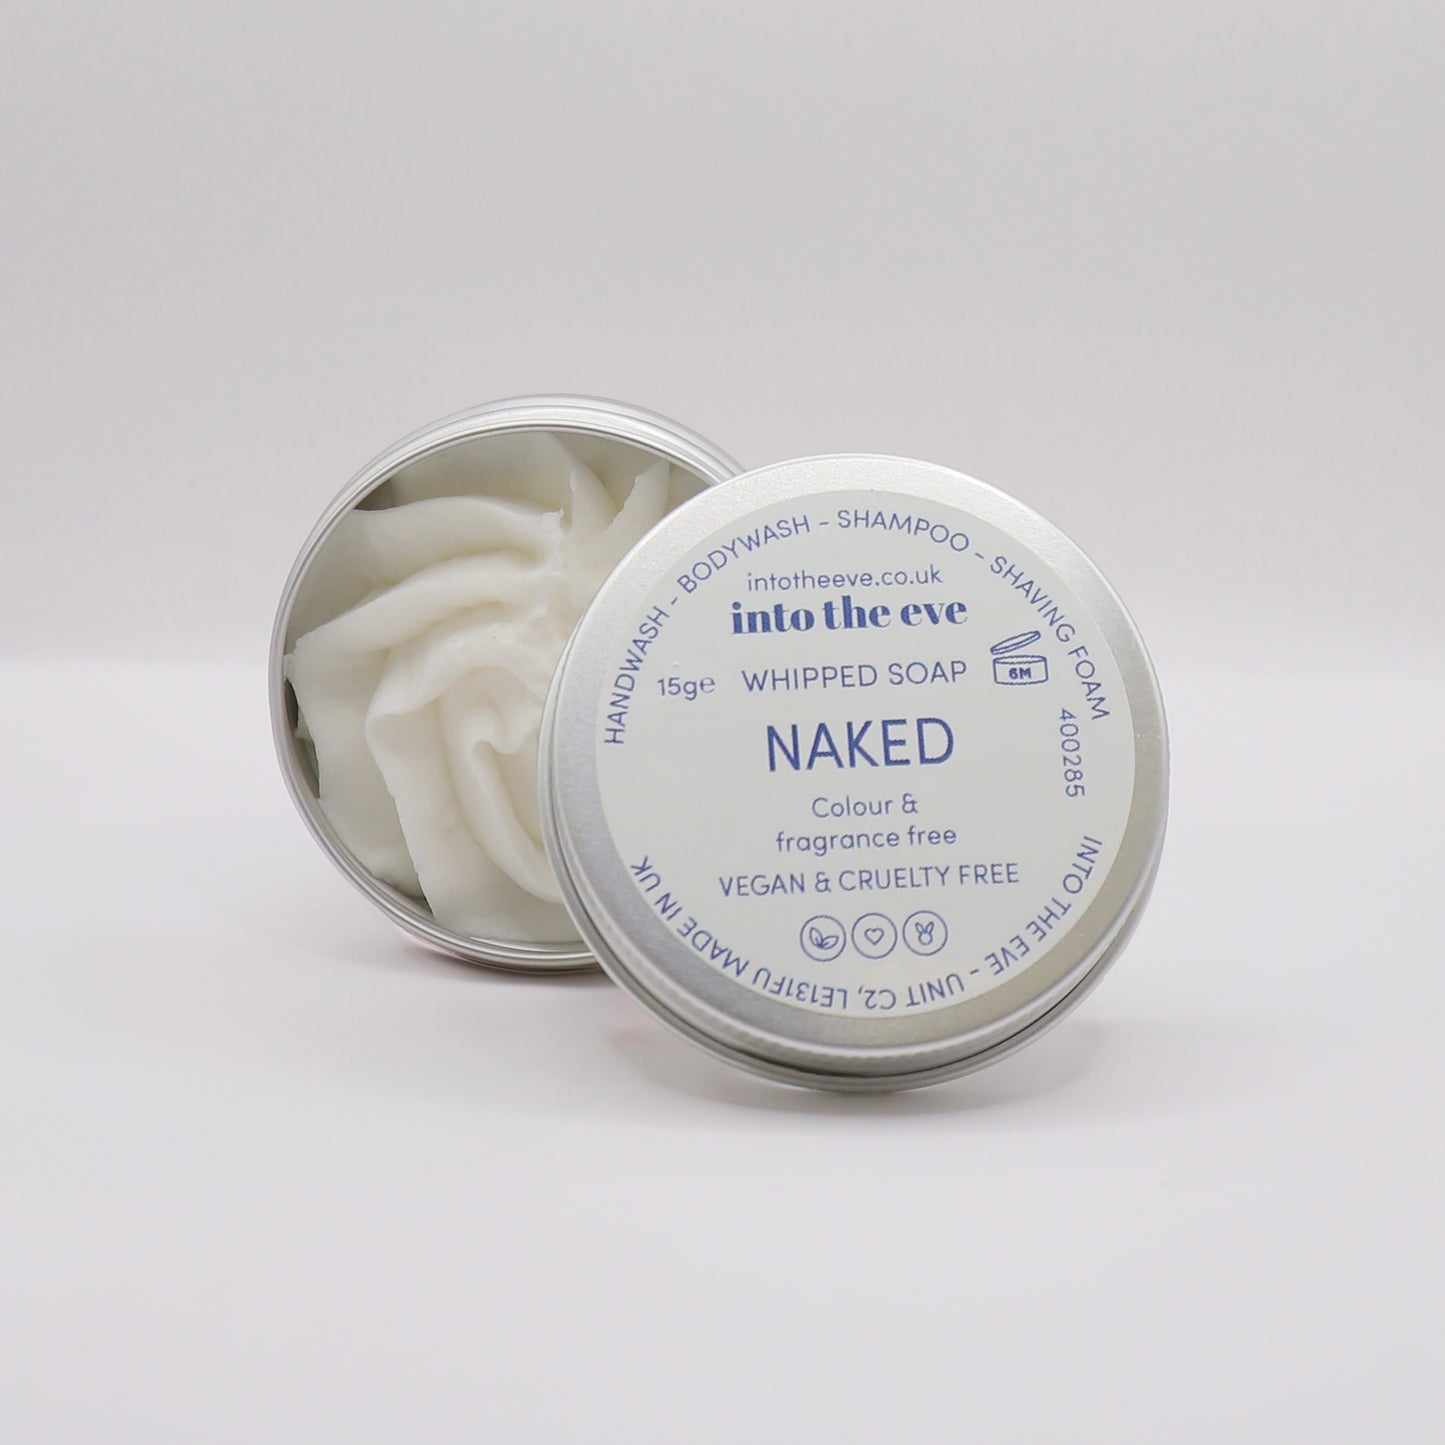 HANDWASH - BODYWASH - SHAMPOO - SHAVING FOAM
intotheeve.co.uk
into the eve
15g℮ WHIPPED SOAP
6M
NAKED
400285
Colour &
fragrance free
VEGAN & CRUELTY FREE
INTO THE EVE - UNIT C2, LE131FU MADE IN UK